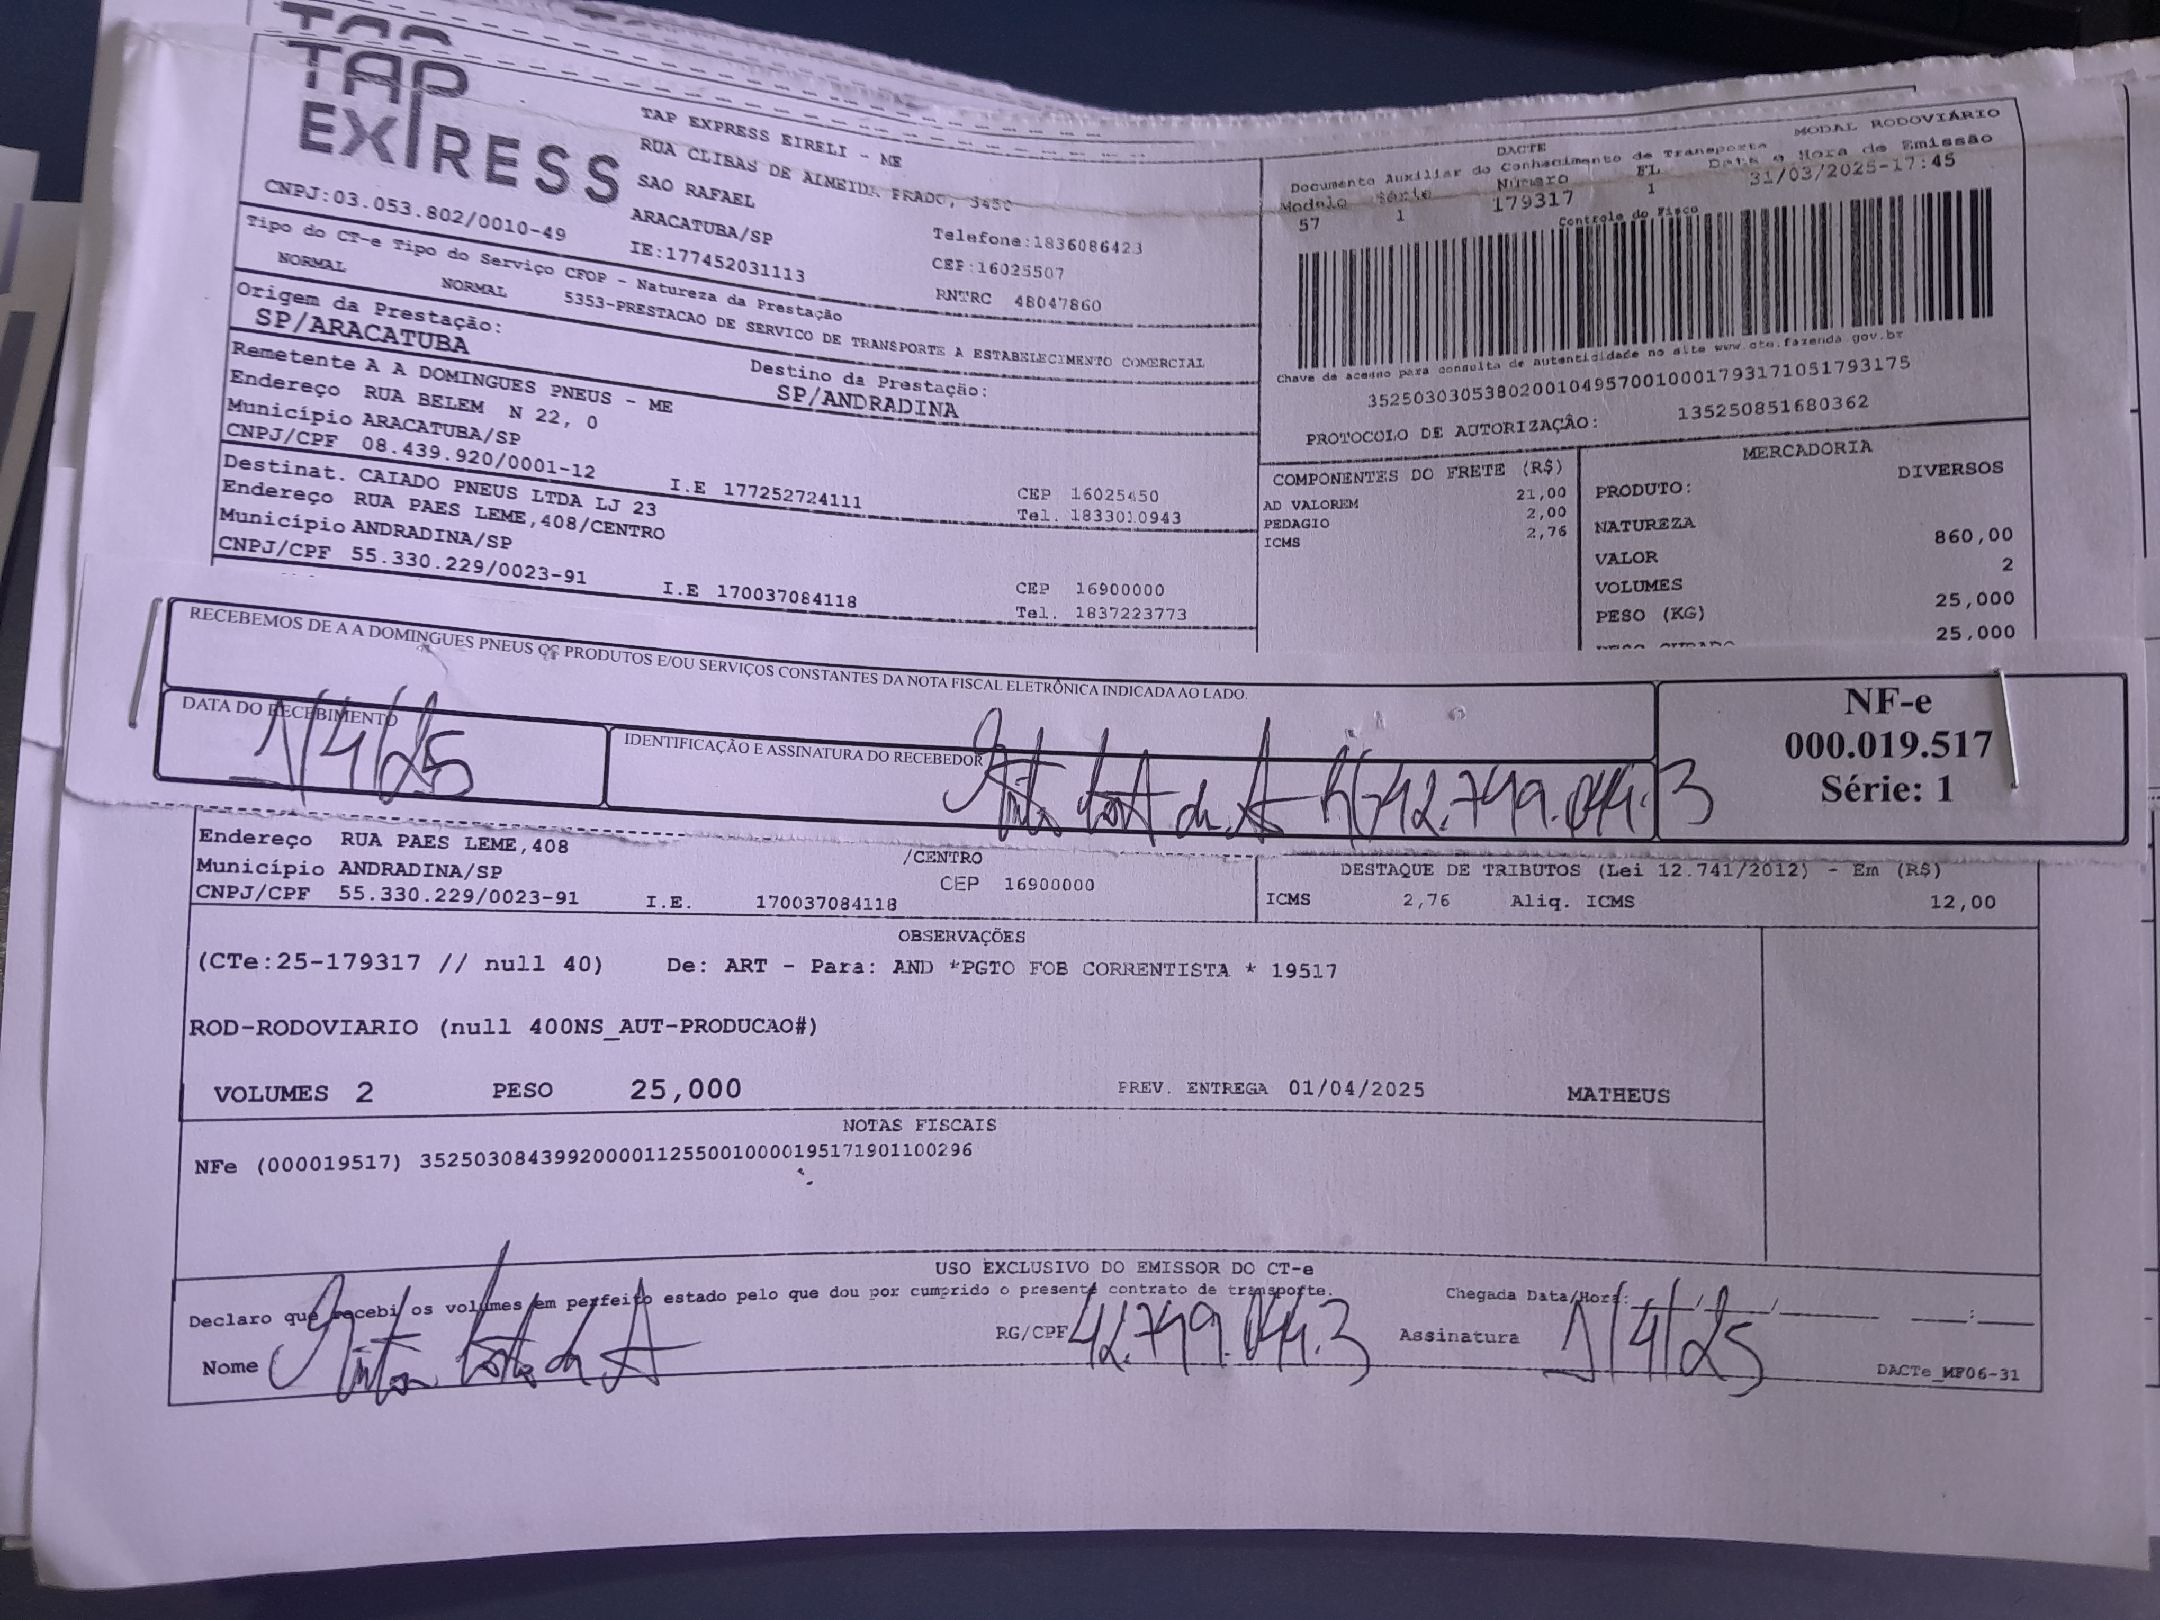 TAP
TAP
EXPRESS
CNPJ:03.053.802/0010-49
TAP EXPRESS EIRELI - ME
RUA CLIBAS DE ALMEIDA PRADO, 3450
SAO RAFAEL
ARACATUBA/SP
IE:177452031113
Telefone:1836086423
CEP:16025507
RNTRC 48047860
Tipo do CT-e Tipo do Serviço CFOP - Natureza da Prestação
NORMAL NORMAL 5353-PRESTACAO DE SERVICO DE TRANSPORTE A ESTABELECIMENTO COMERCIAL
Origem da Prestação:
SP/ARACATUBA
Destino da Prestação:
SP/ANDRADINA
Remetente A A DOMINGUES PNEUS - ME
Endereço RUA BELEM N 22, 0
Município ARACATUBA/SP
CNPJ/CPF 08.439.920/0001-12 I.E 177252724111
CEP 16025450
Tel. 1833010943
Destinat. CAIADO PNEUS LTDA LJ 23
Endereço RUA PAES LEME,408/CENTRO
Município ANDRADINA/SP
CNPJ/CPF 55.330.229/0023-91 I.E 170037084118
CEP 16900000
Tel. 1837223773
MODAL RODOVIÁRIO
DACTE
Documento Auxiliar do Conhecimento de Transporte
Modelo Série Número FL Data e Hora de Emissão
57 1 179317 1 31/03/2025-17:45
Controle do Fisco
Chave de acesso para consulta de autenticidade no site www.cte.fazenda.gov.br
35250303053802001049570010001793171051793175
PROTOCOLO DE AUTORIZAÇÂO: 135250851680362
COMPONENTES DO FRETE (R$)
AD VALOREM 21,00
PEDAGIO 2,00
ICMS 2,76
MERCADORIA
PRODUTO: DIVERSOS
NATUREZA
VALOR 860,00
VOLUMES 2
PESO (KG) 25,000
25,000
RECEBEMOS DE A A DOMINGUES PNEUS OS PRODUTOS E/OU SERVIÇOS CONSTANTES DA NOTA FISCAL ELETRÔNICA INDICADA AO LADO.
DATA DO RECEBIMENTO
1/4/25
IDENTIFICAÇÃO E ASSINATURA DO RECEBEDOR
42.749.044.3
NF-e
000.019.517
Série: 1
Endereço RUA PAES LEME,408 /CENTRO
Município ANDRADINA/SP CEP 16900000
CNPJ/CPF 55.330.229/0023-91 I.E. 170037084118
DESTAQUE DE TRIBUTOS (Lei 12.741/2012) - Em (R$)
ICMS 2,76 Aliq. ICMS 12,00
OBSERVAÇÕES
(CTe:25-179317 // null 40) De: ART - Para: AND *PGTO FOB CORRENTISTA * 19517
ROD-RODOVIARIO (null 400NS_AUT-PRODUCAO#)
VOLUMES 2 PESO 25,000 PREV. ENTREGA 01/04/2025 MATHEUS
NOTAS FISCAIS
NFe (000019517) 35250308439920000112550010000195171901100296
USO EXCLUSIVO DO EMISSOR DO CT-e
Declaro que recebi os volumes em perfeito estado pelo que dou por cumprido o presente contrato de transporte.
Chegada Data/Hora: / / :
Nome
RG/CPF 42.749.044.3
Assinatura 1/4/25
DACTe_MF06-31